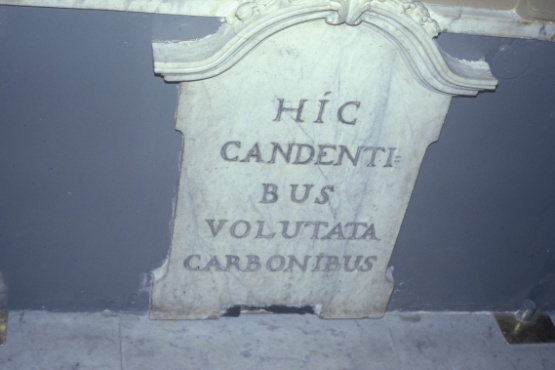 HÍC
CANDENTI=
BUS
VOLUTATA
CARBONIBUS